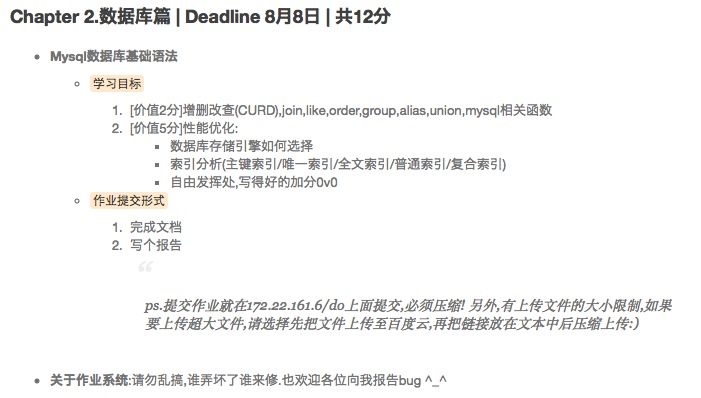 Chapter 2.数据库篇 | Deadline 8月8日 | 共12分
Mysql数据库基础语法
学习目标
1. [价值2分]增删改查(CURD),join,like,order,group,alias,union,mysql相关函数
2. [价值5分]性能优化:
数据库存储引擎如何选择
索引分析(主键索引/唯一索引/全文索引/普通索引/复合索引)
自由发挥处,写得好的加分0v0
作业提交形式
1. 完成文档
2. 写个报告
“
ps.提交作业就在172.22.161.6/do上面提交,必须压缩! 另外,有上传文件的大小限制,如果
要上传超大文件,请选择先把文件上传至百度云,再把链接放在文本中后压缩上传:）
关于作业系统:请勿乱搞,谁弄坏了谁来修.也欢迎各位向我报告bug ^_^